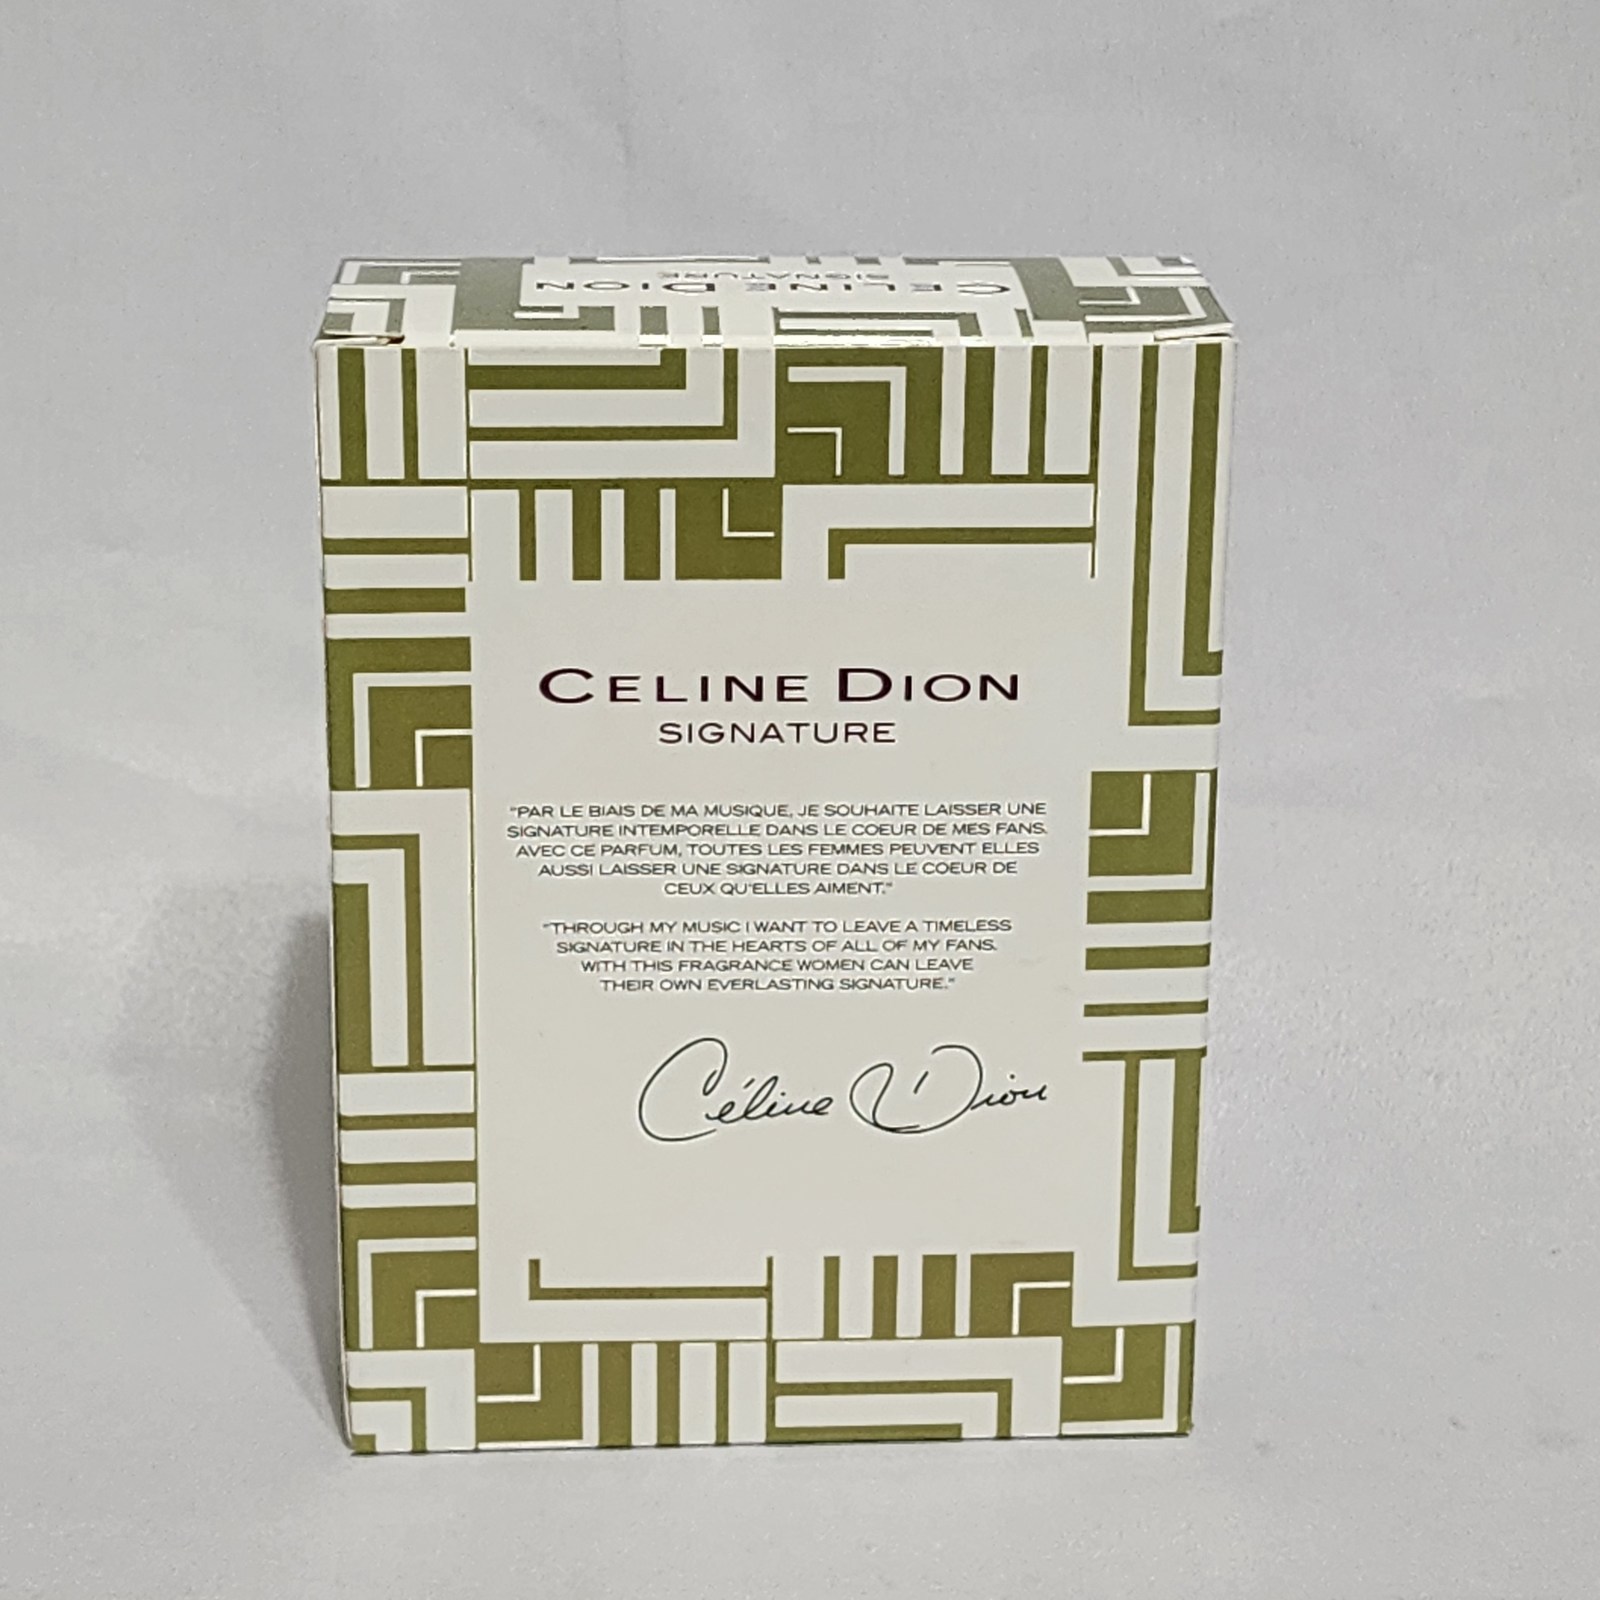 CELINE DION
SIGNATURE
CELINE DION
SIGNATURE
"PAR LE BIAIS DE MA MUSIQUE, JE SOUHAITE LAISSER UNE
SIGNATURE INTEMPORELLE DANS LE COEUR DE MES FANS.
AVEC CE PARFUM, TOUTES LES FEMMES PEUVENT ELLES
AUSSI LAISSER UNE SIGNATURE DANS LE COEUR DE
CEUX QU'ELLES AIMENT."
"THROUGH MY MUSIC I WANT TO LEAVE A TIMELESS
SIGNATURE IN THE HEARTS OF ALL OF MY FANS.
WITH THIS FRAGRANCE WOMEN CAN LEAVE
THEIR OWN EVERLASTING SIGNATURE."
Céline Dion